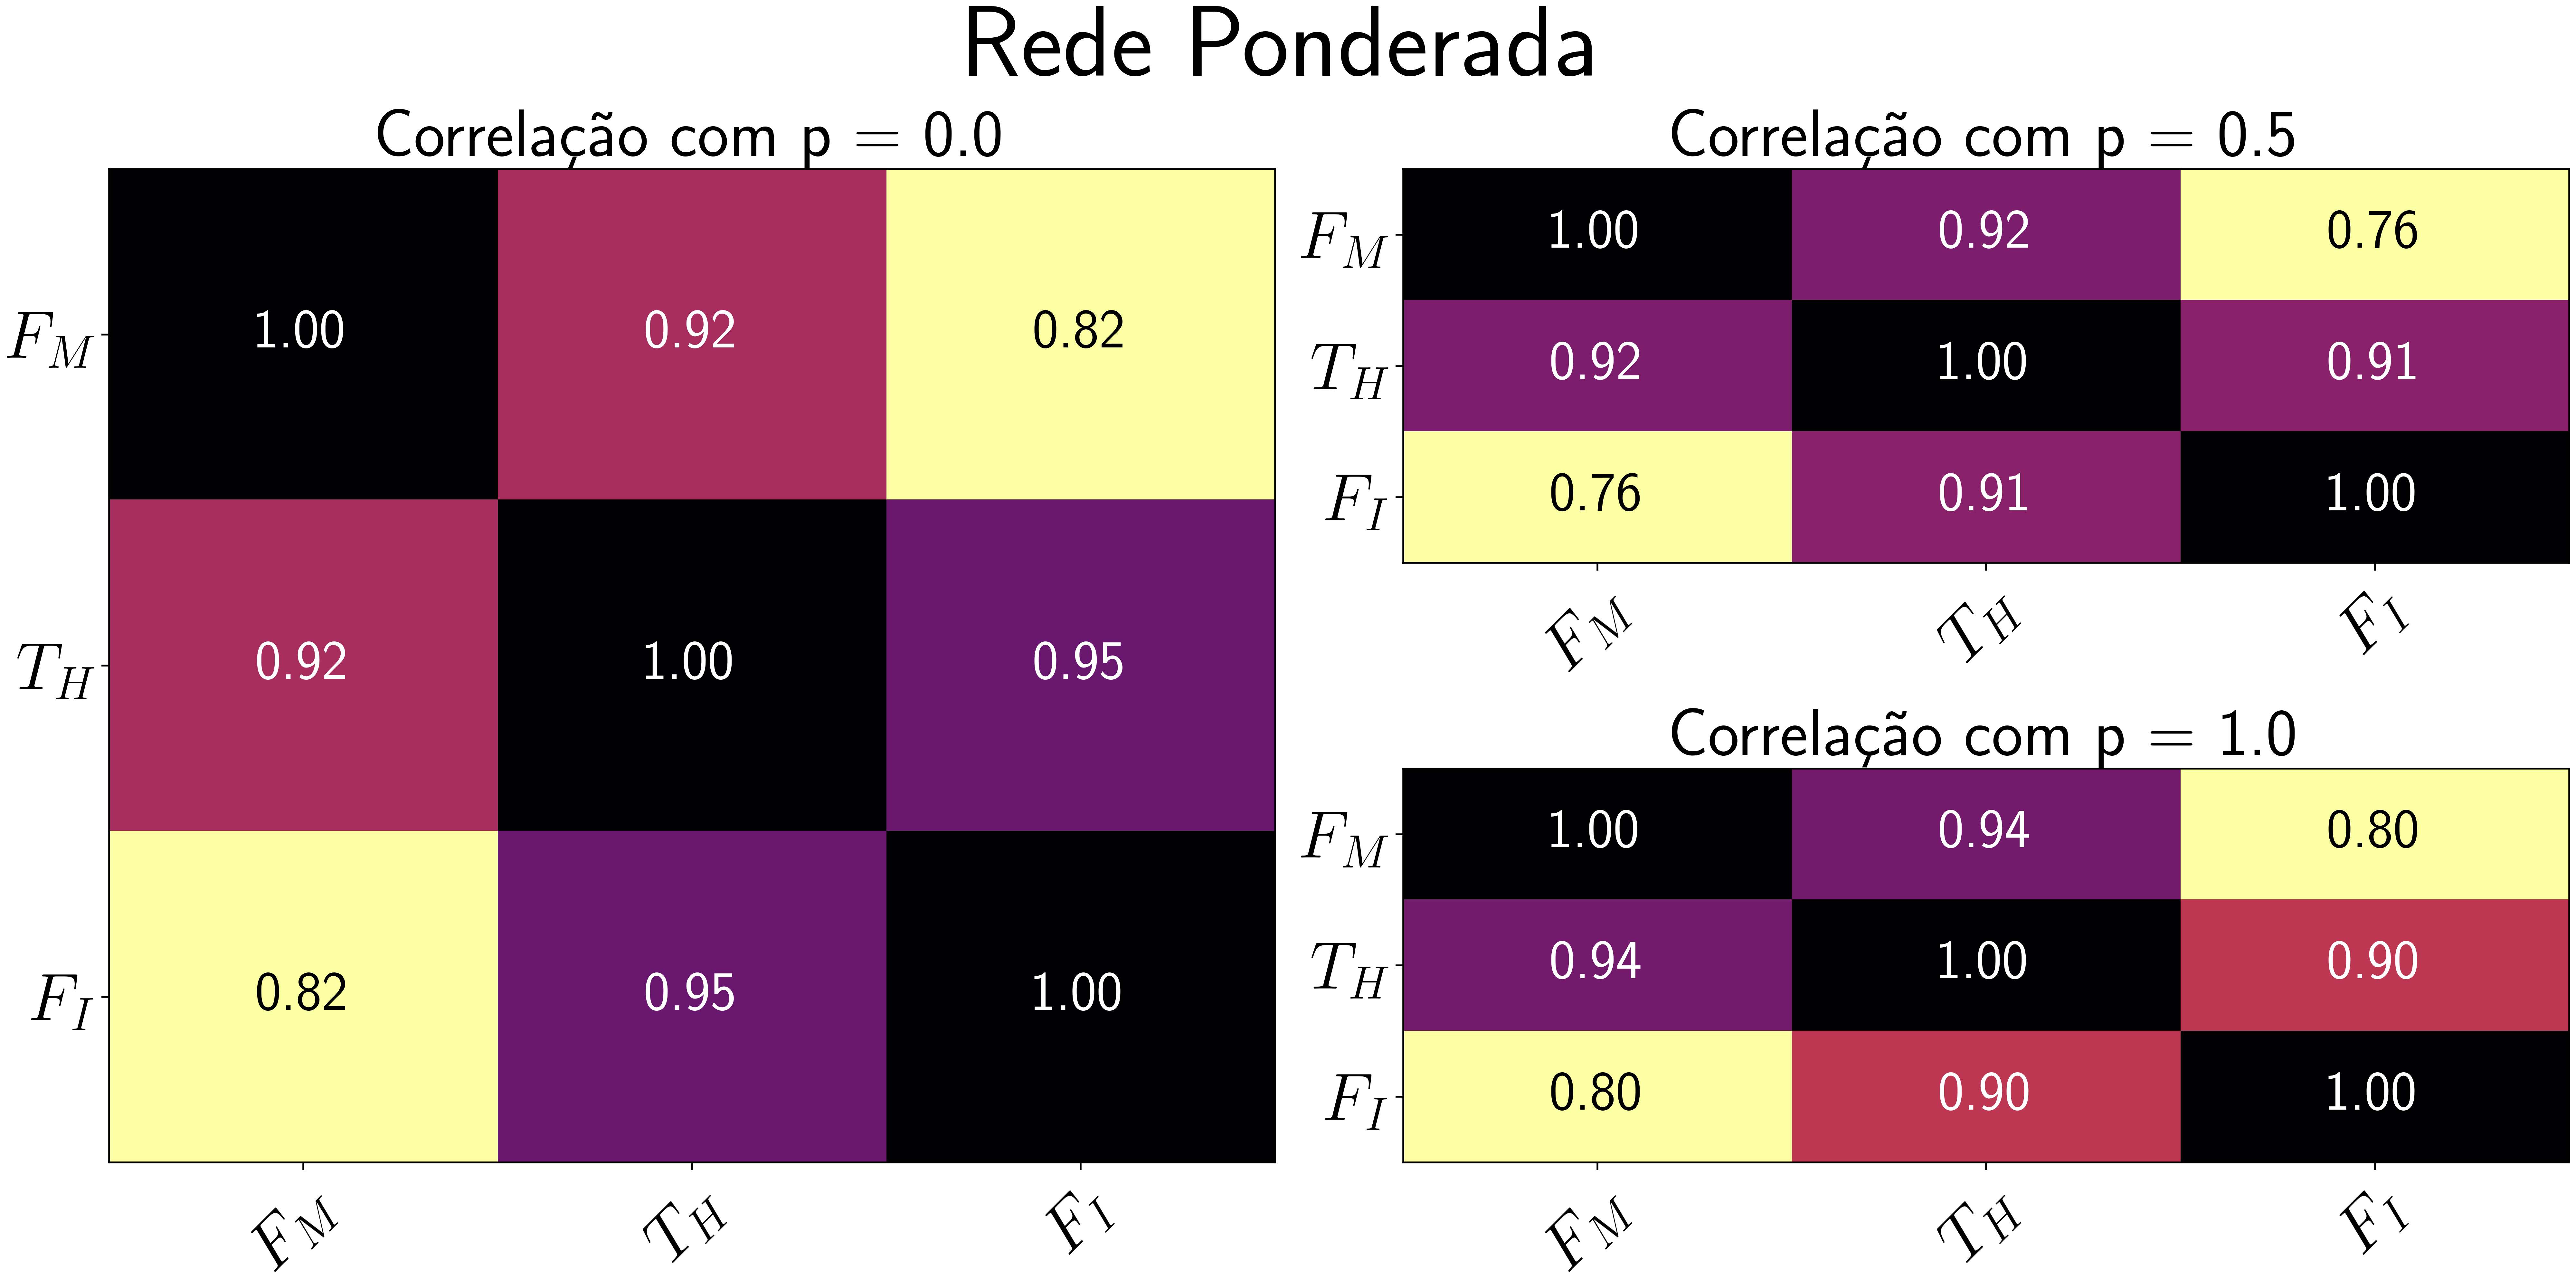 Rede Ponderada
Correlação com p = 0.0
F_M 1.00 0.92 0.82
T_H 0.92 1.00 0.95
F_I 0.82 0.95 1.00
F_M T_H F_I
Correlação com p = 0.5
F_M 1.00 0.92 0.76
T_H 0.92 1.00 0.91
F_I 0.76 0.91 1.00
F_M T_H F_I
Correlação com p = 1.0
F_M 1.00 0.94 0.80
T_H 0.94 1.00 0.90
F_I 0.80 0.90 1.00
F_M T_H F_I